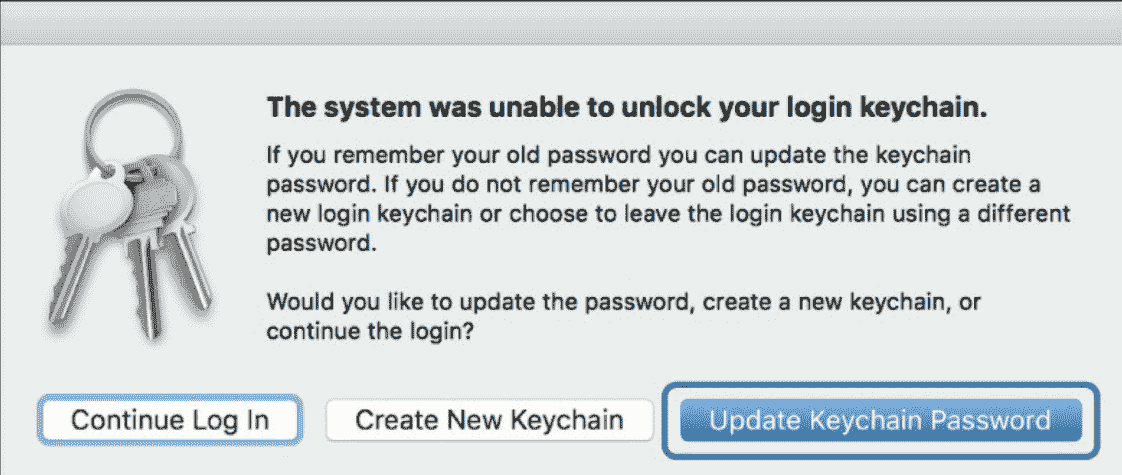 The system was unable to unlock your login keychain.
If you remember your old password you can update the keychain
password. If you do not remember your old password, you can create a
new login keychain or choose to leave the login keychain using a different
password.
Would you like to update the password, create a new keychain, or
continue the login?
Continue Log In
Create New Keychain
Update Keychain Password